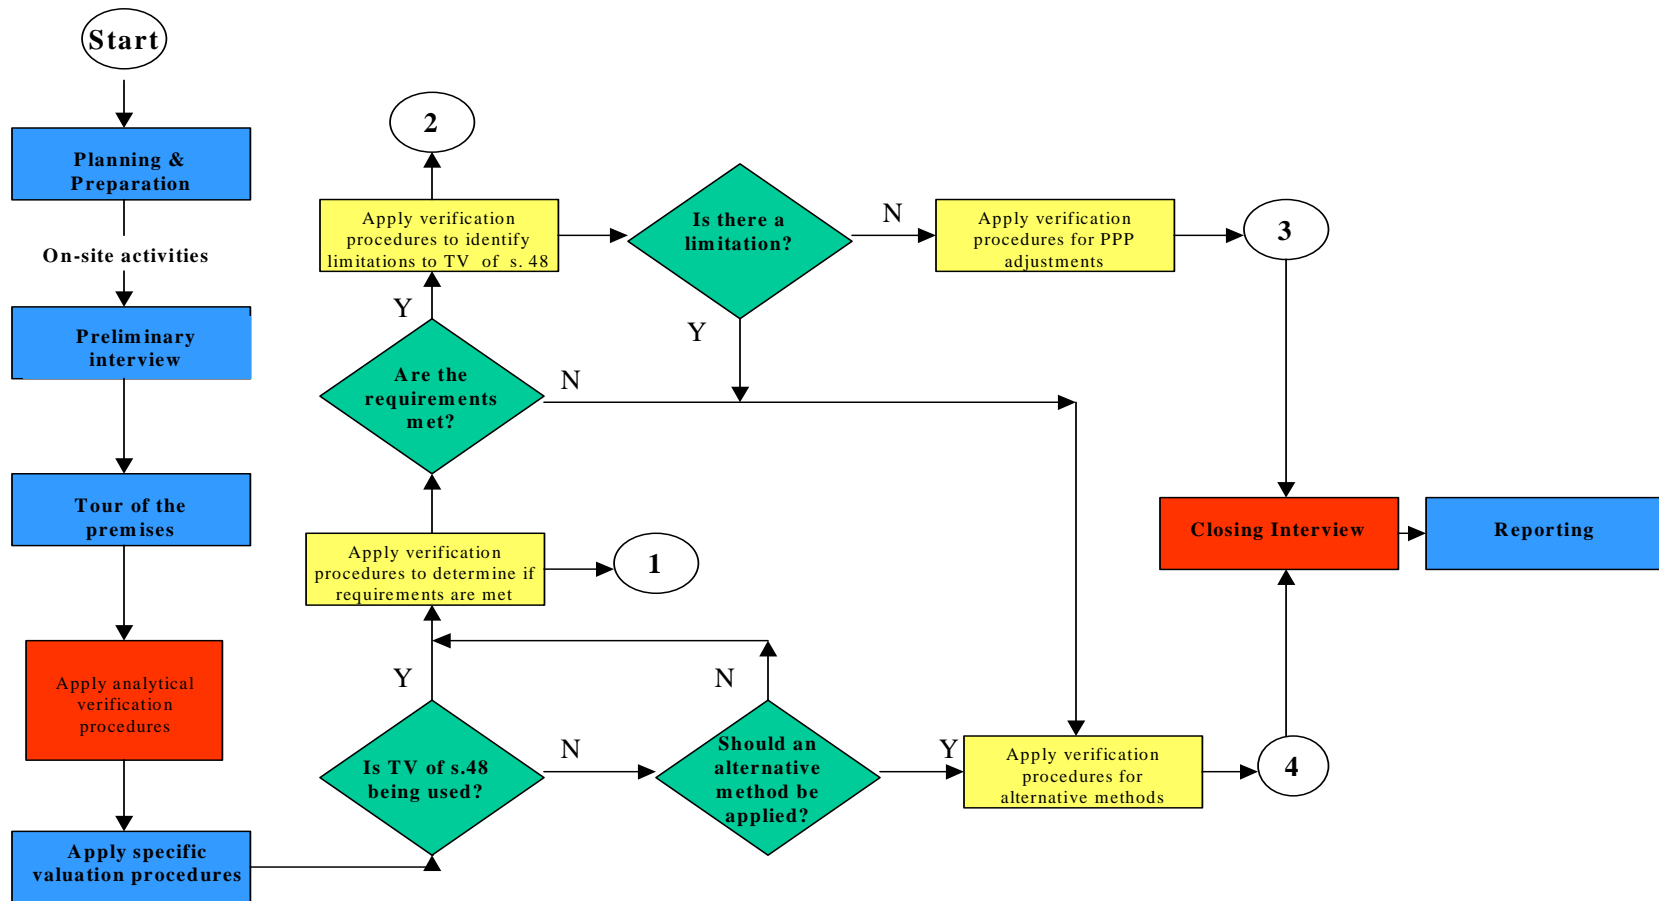 Start
Planning &
Preparation
On-site activities
Preliminary
interview
Tour of the
premises
Apply analytical
verification
procedures
Apply specific
valuation procedures
2
Apply verification
procedures to identify
limitations to TV of s. 48
Y
Are the
requirements
met?
N
Apply verification
procedures to determine if
requirements are met
1
Y
Is TV of s.48
being used?
N
Is there a
limitation?
N
Y
Apply verification
procedures for PPP
adjustments
3
N
Should an
alternative
method be
applied?
Y
Apply verification
procedures for
alternative methods
4
Closing Interview
Reporting